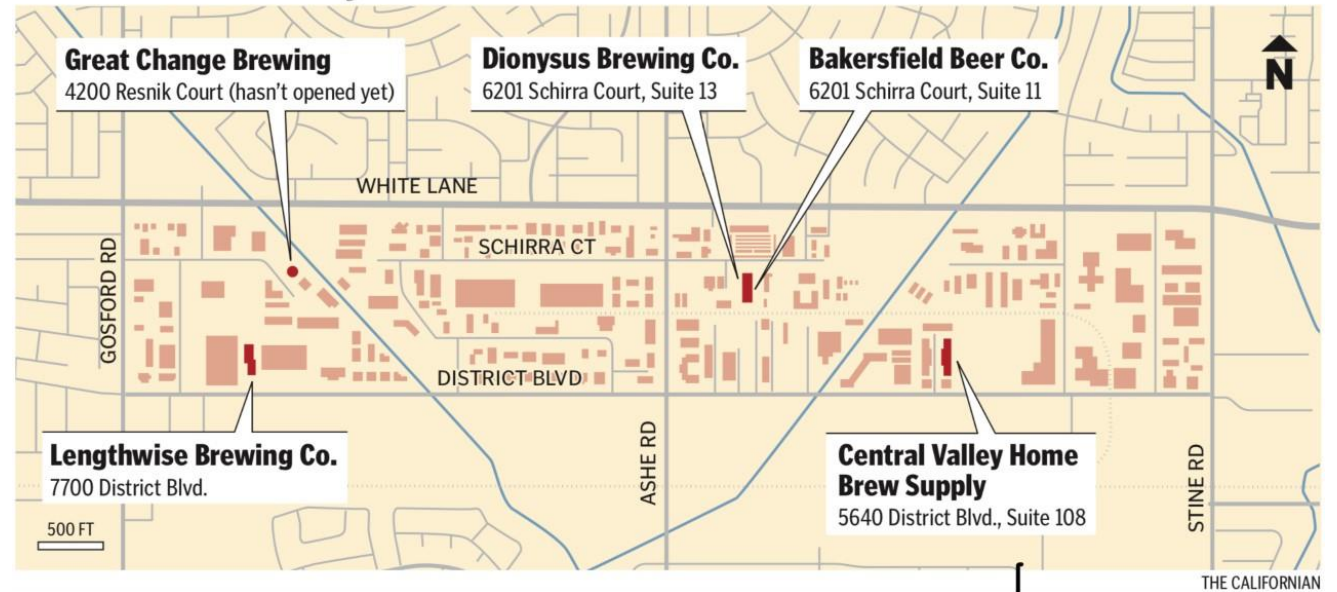 Great Change Brewing
4200 Resnik Court (hasn't opened yet)
Dionysus Brewing Co.
6201 Schirra Court, Suite 13
Bakersfield Beer Co.
6201 Schirra Court, Suite 11
N
WHITE LANE
SCHIRRA CT
GOSFORD RD
DISTRICT BLVD
Lengthwise Brewing Co.
7700 District Blvd.
ASHE RD
Central Valley Home
Brew Supply
5640 District Blvd., Suite 108
STINE RD
500 FT
THE CALIFORNIAN